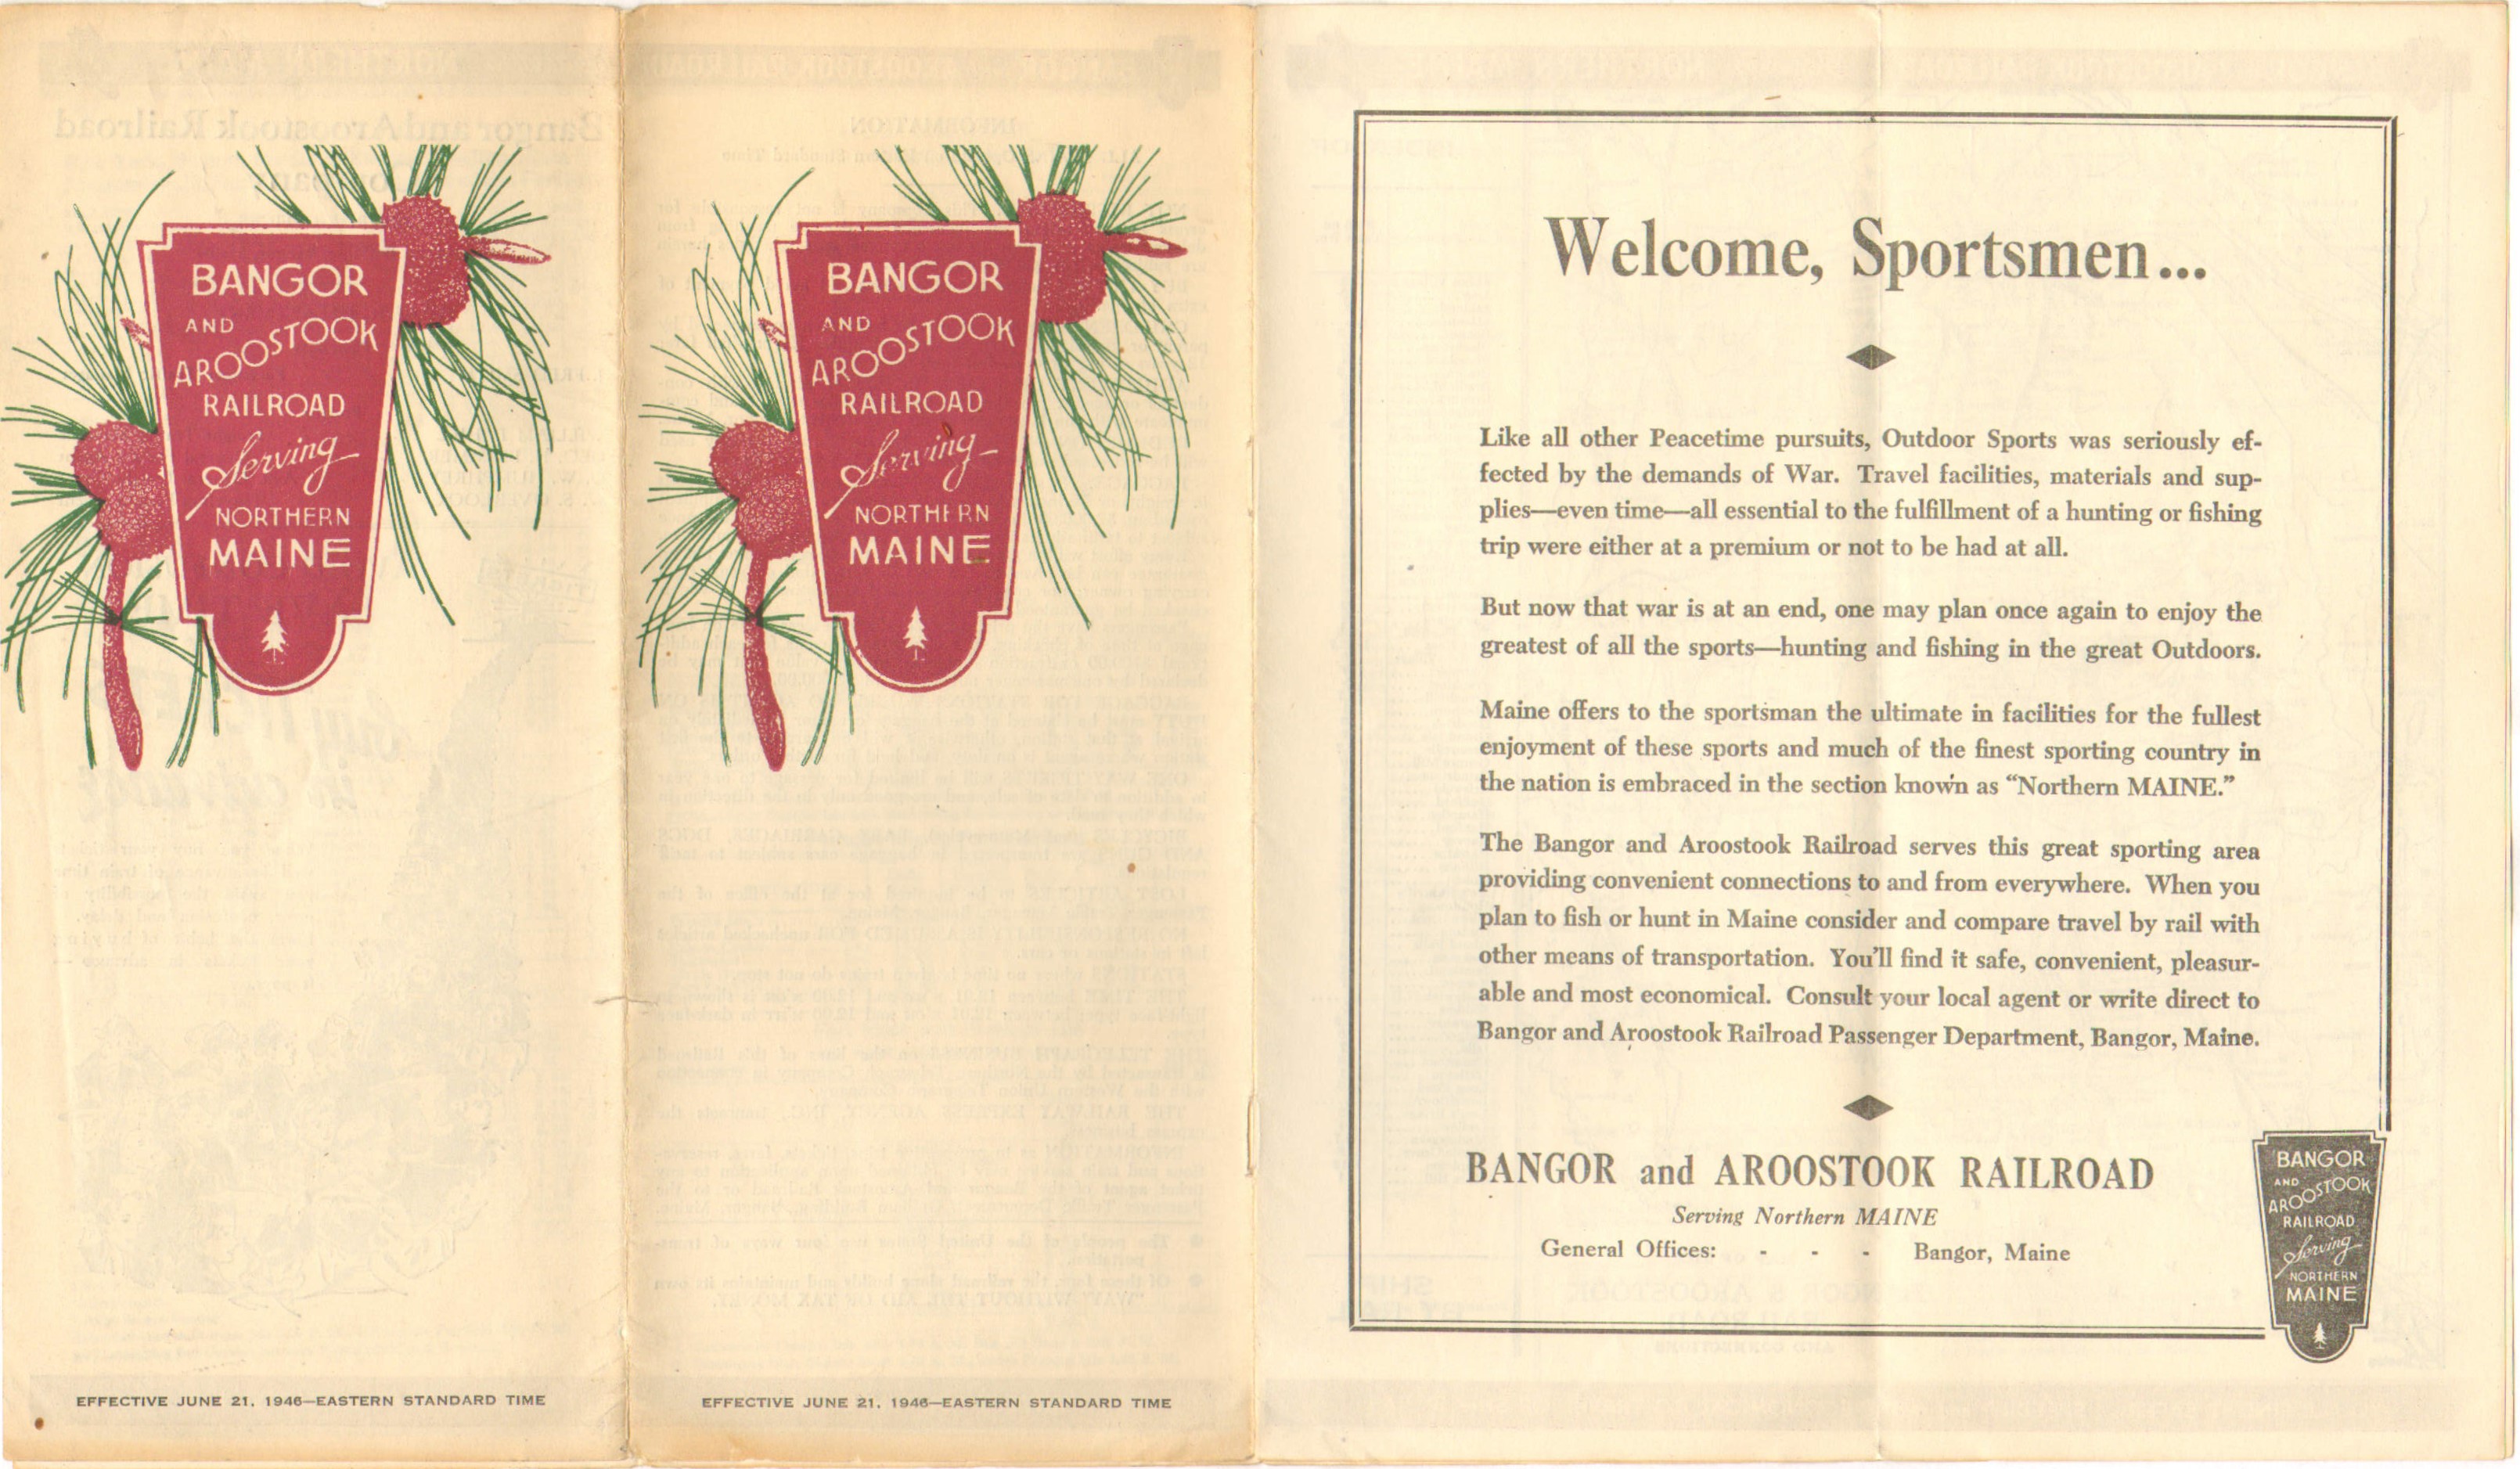 BANGOR
AND
AROOSTOOK
RAILROAD
Serving
NORTHERN
MAINE
EFFECTIVE JUNE 21, 1946—EASTERN STANDARD TIME
BANGOR
AND
AROOSTOOK
RAILROAD
Serving
NORTHERN
MAINE
EFFECTIVE JUNE 21, 1946—EASTERN STANDARD TIME
Welcome, Sportsmen...
Like all other Peacetime pursuits, Outdoor Sports was seriously ef-
fected by the demands of War. Travel facilities, materials and sup-
plies—even time—all essential to the fulfillment of a hunting or fishing
trip were either at a premium or not to be had at all.
But now that war is at an end, one may plan once again to enjoy the
greatest of all the sports—hunting and fishing in the great Outdoors.
Maine offers to the sportsman the ultimate in facilities for the fullest
enjoyment of these sports and much of the finest sporting country in
the nation is embraced in the section known as “Northern MAINE.”
The Bangor and Aroostook Railroad serves this great sporting area
providing convenient connections to and from everywhere. When you
plan to fish or hunt in Maine consider and compare travel by rail with
other means of transportation. You’ll find it safe, convenient, pleasur-
able and most economical. Consult your local agent or write direct to
Bangor and Aroostook Railroad Passenger Department, Bangor, Maine.
BANGOR and AROOSTOOK RAILROAD
Serving Northern MAINE
General Offices: - - - Bangor, Maine
BANGOR
AND
AROOSTOOK
RAILROAD
Serving
NORTHERN
MAINE